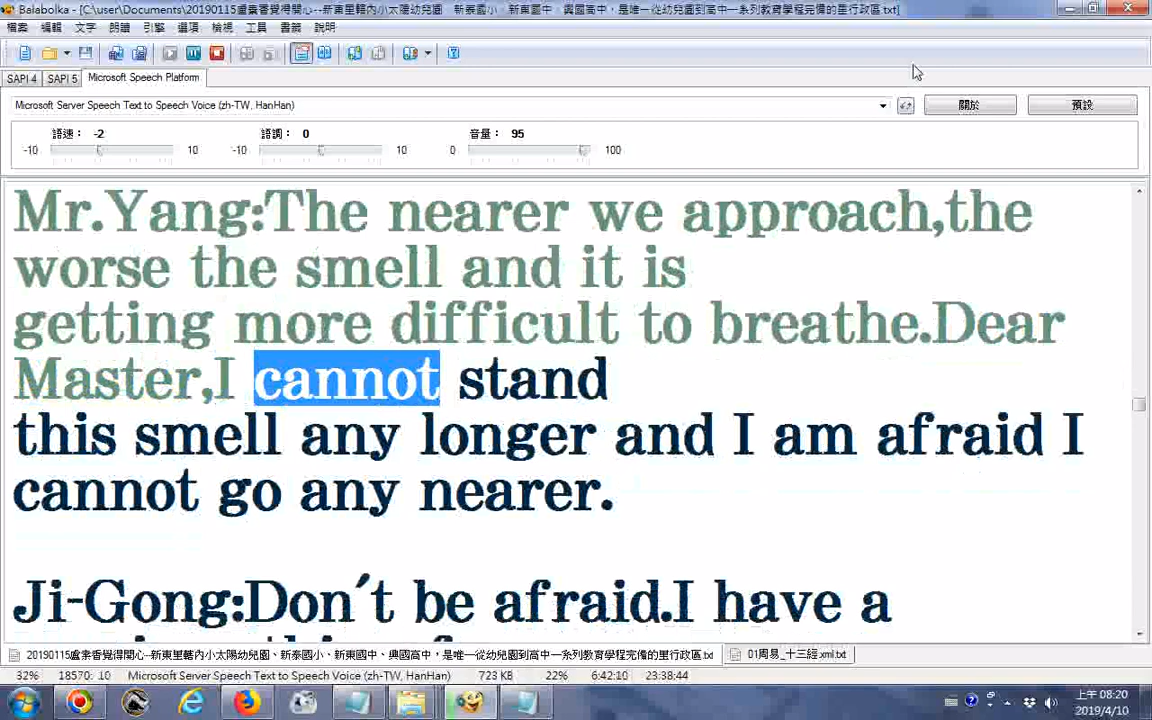 Balabolka - [C:\user\Documents\20190115盧素香覺得開心--新東里轄內小太陽幼兒園、新泰國小、新東國中、興國高中，是唯一從幼兒園到高中一系列教育學程完備的里行政區.txt]
檔案 編輯 文字 朗讀 引擎 選項 檢視 工具 書籤 說明
SAPI 4 SAPI 5 Microsoft Speech Platform
Microsoft Server Speech Text to Speech Voice (zh-TW, HanHan) 關於 預設
語速： -2 語調： 0 音量： 95
-10 10 -10 10 0 100
Mr.Yang:The nearer we approach,the
worse the smell and it is
getting more difficult to breathe.Dear
Master,I cannot stand
this smell any longer and I am afraid I
cannot go any nearer.
Ji-Gong:Don´t be afraid.I have a
20190115盧素香覺得開心--新東里轄內小太陽幼兒園、新泰國小、新東國中、興國高中，是唯一從幼兒園到高中一系列教育學程完備的里行政區.txt 01周易_十三經.xml.txt
32% 18570: 10 Microsoft Server Speech Text to Speech Voice (zh-TW, HanHan) 723 KB 22% 6:42:10 23:38:44
上午 08:20
2019/4/10